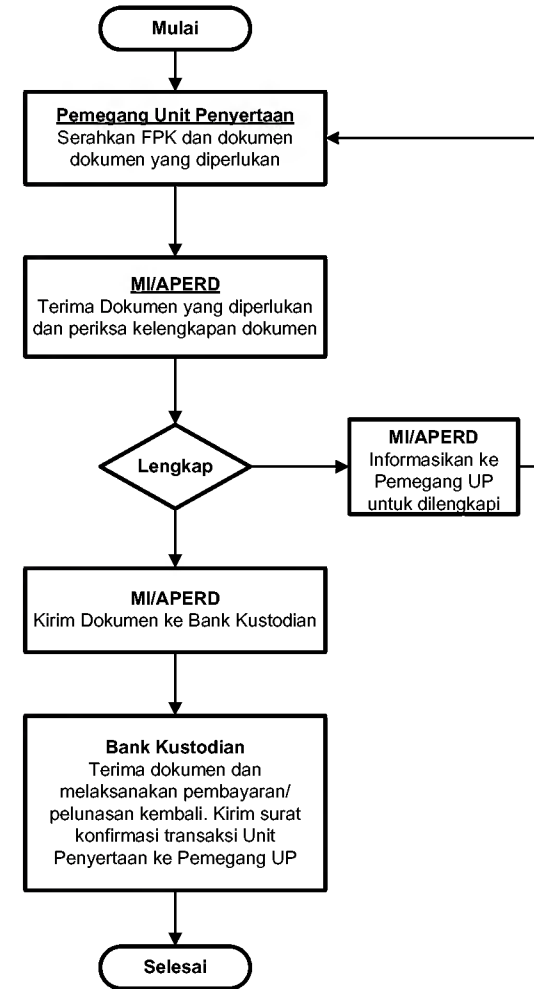 Mulai
Pemegang Unit Penyertaan
Serahkan FPK dan dokumen
dokumen yang diperlukan
MI/APERD
Terima Dokumen yang diperlukan
dan periksa kelengkapan dokumen
Lengkap
MI/APERD
Informasikan ke
Pemegang UP
untuk dilengkapi
MI/APERD
Kirim Dokumen ke Bank Kustodian
Bank Kustodian
Terima dokumen dan
melaksanakan pembayaran/
pelunasan kembali. Kirim surat
konfirmasi transaksi Unit
Penyertaan ke Pemegang UP
Selesai